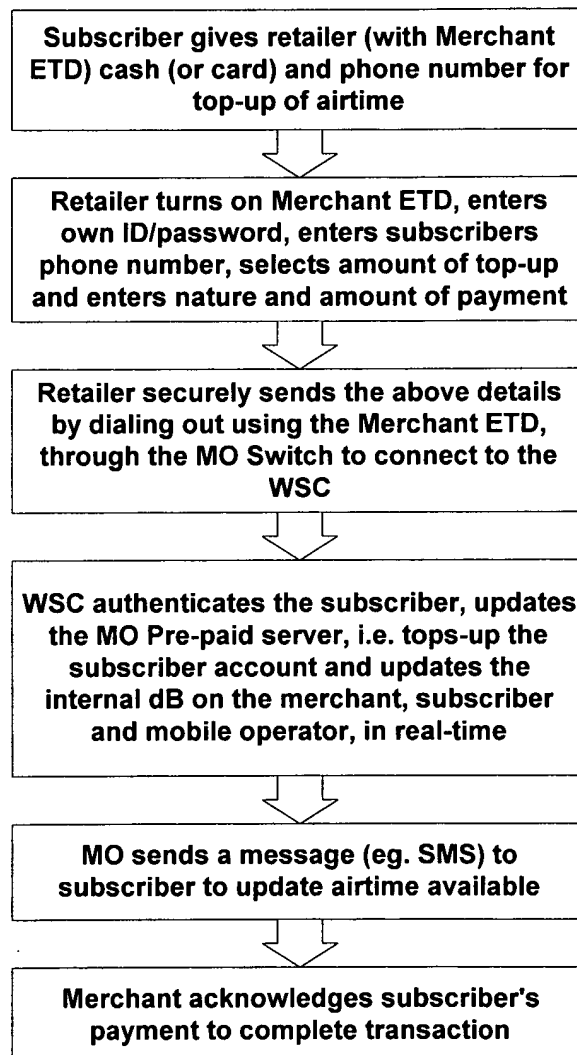 Subscriber gives retailer (with Merchant
ETD) cash (or card) and phone number for
top-up of airtime
Retailer turns on Merchant ETD, enters
own ID/password, enters subscribers
phone number, selects amount of top-up
and enters nature and amount of payment
Retailer securely sends the above details
by dialing out using the Merchant ETD,
through the MO Switch to connect to the
WSC
WSC authenticates the subscriber, updates
the MO Pre-paid server, i.e. tops-up the
subscriber account and updates the
internal dB on the merchant, subscriber
and mobile operator, in real-time
MO sends a message (eg. SMS) to
subscriber to update airtime available
Merchant acknowledges subscriber's
payment to complete transaction